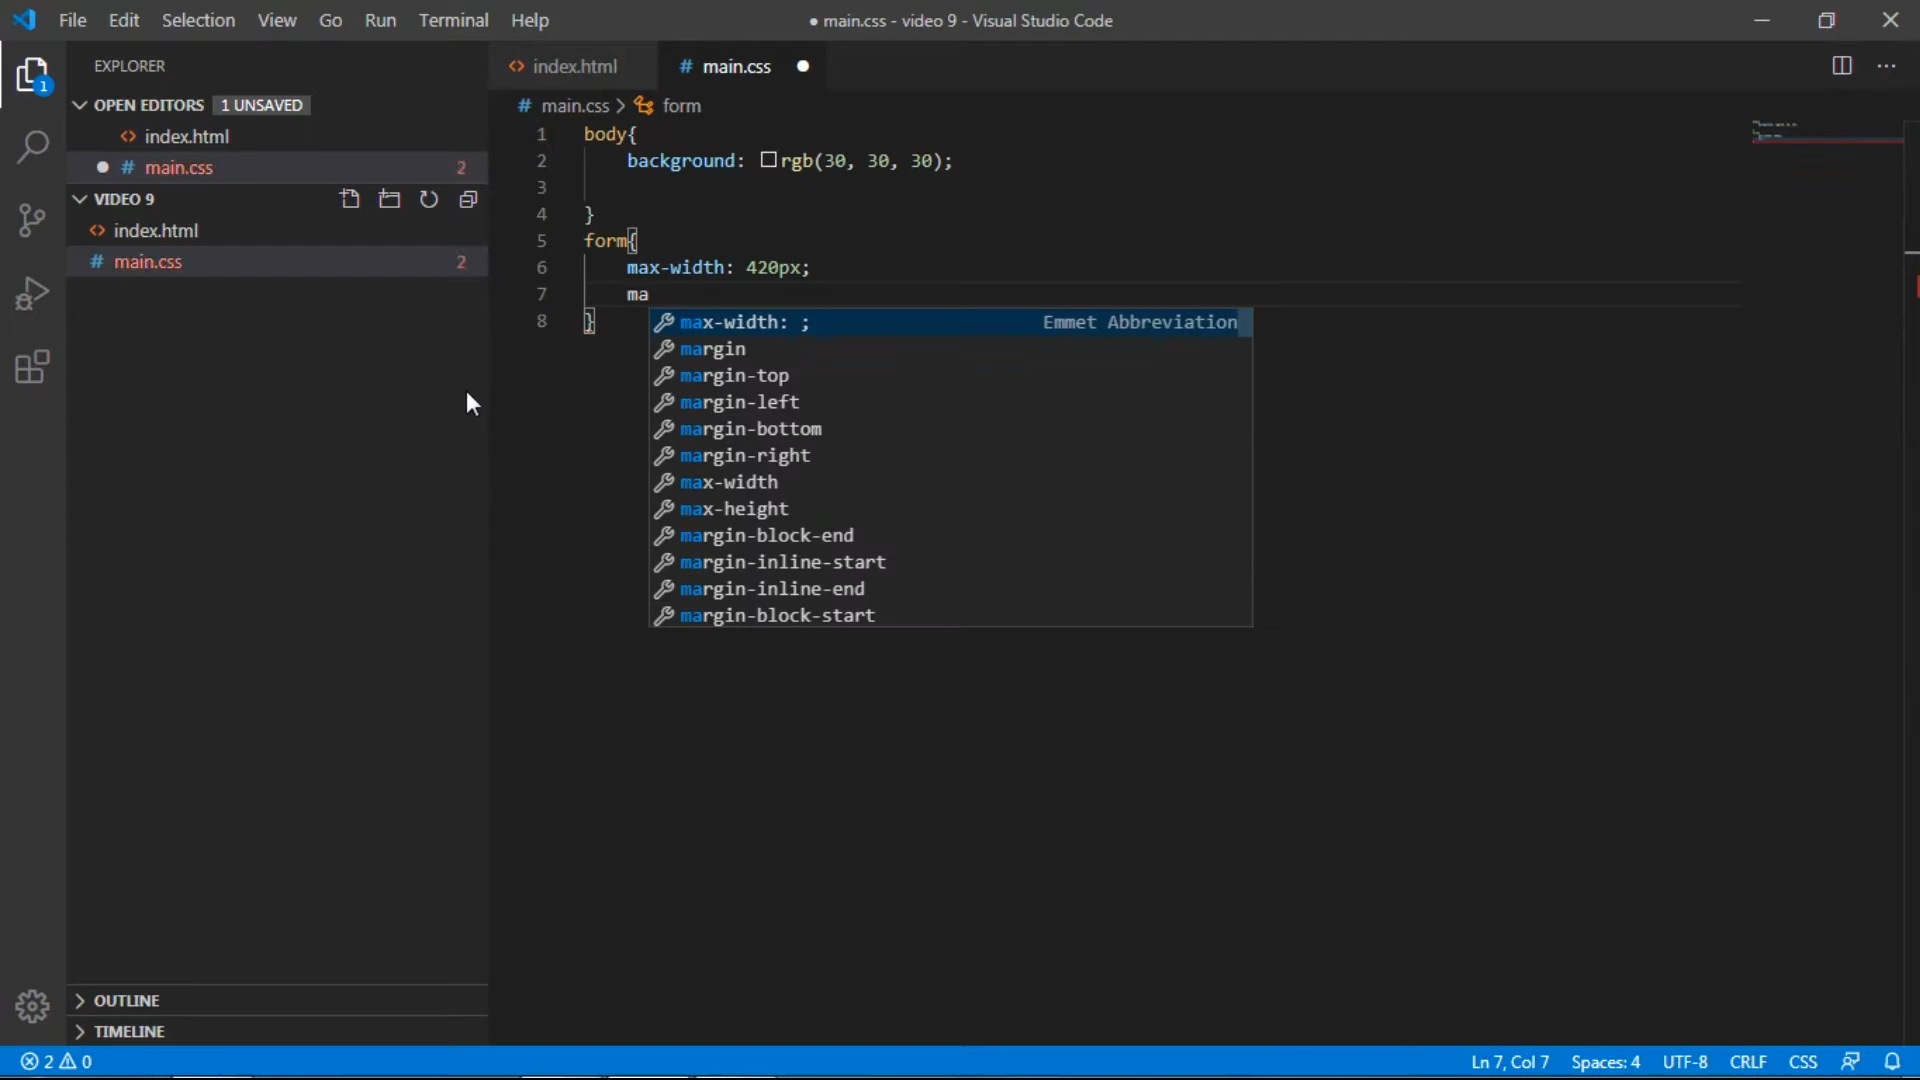 File Edit Selection View Go Run Terminal Help
● main.css - video 9 - Visual Studio Code
EXPLORER
OPEN EDITORS 1 UNSAVED
<> index.html
● # main.css 2
VIDEO 9
<> index.html
# main.css 2
OUTLINE
TIMELINE
1
<> index.html # main.css ●
# main.css > form
1 body{
2 background: rgb(30, 30, 30);
3
4 }
5 form{
6 max-width: 420px;
7 ma
8 }
max-width: ; Emmet Abbreviation
margin
margin-top
margin-left
margin-bottom
margin-right
max-width
max-height
margin-block-end
margin-inline-start
margin-inline-end
margin-block-start
2 0 Ln 7, Col 7 Spaces: 4 UTF-8 CRLF CSS